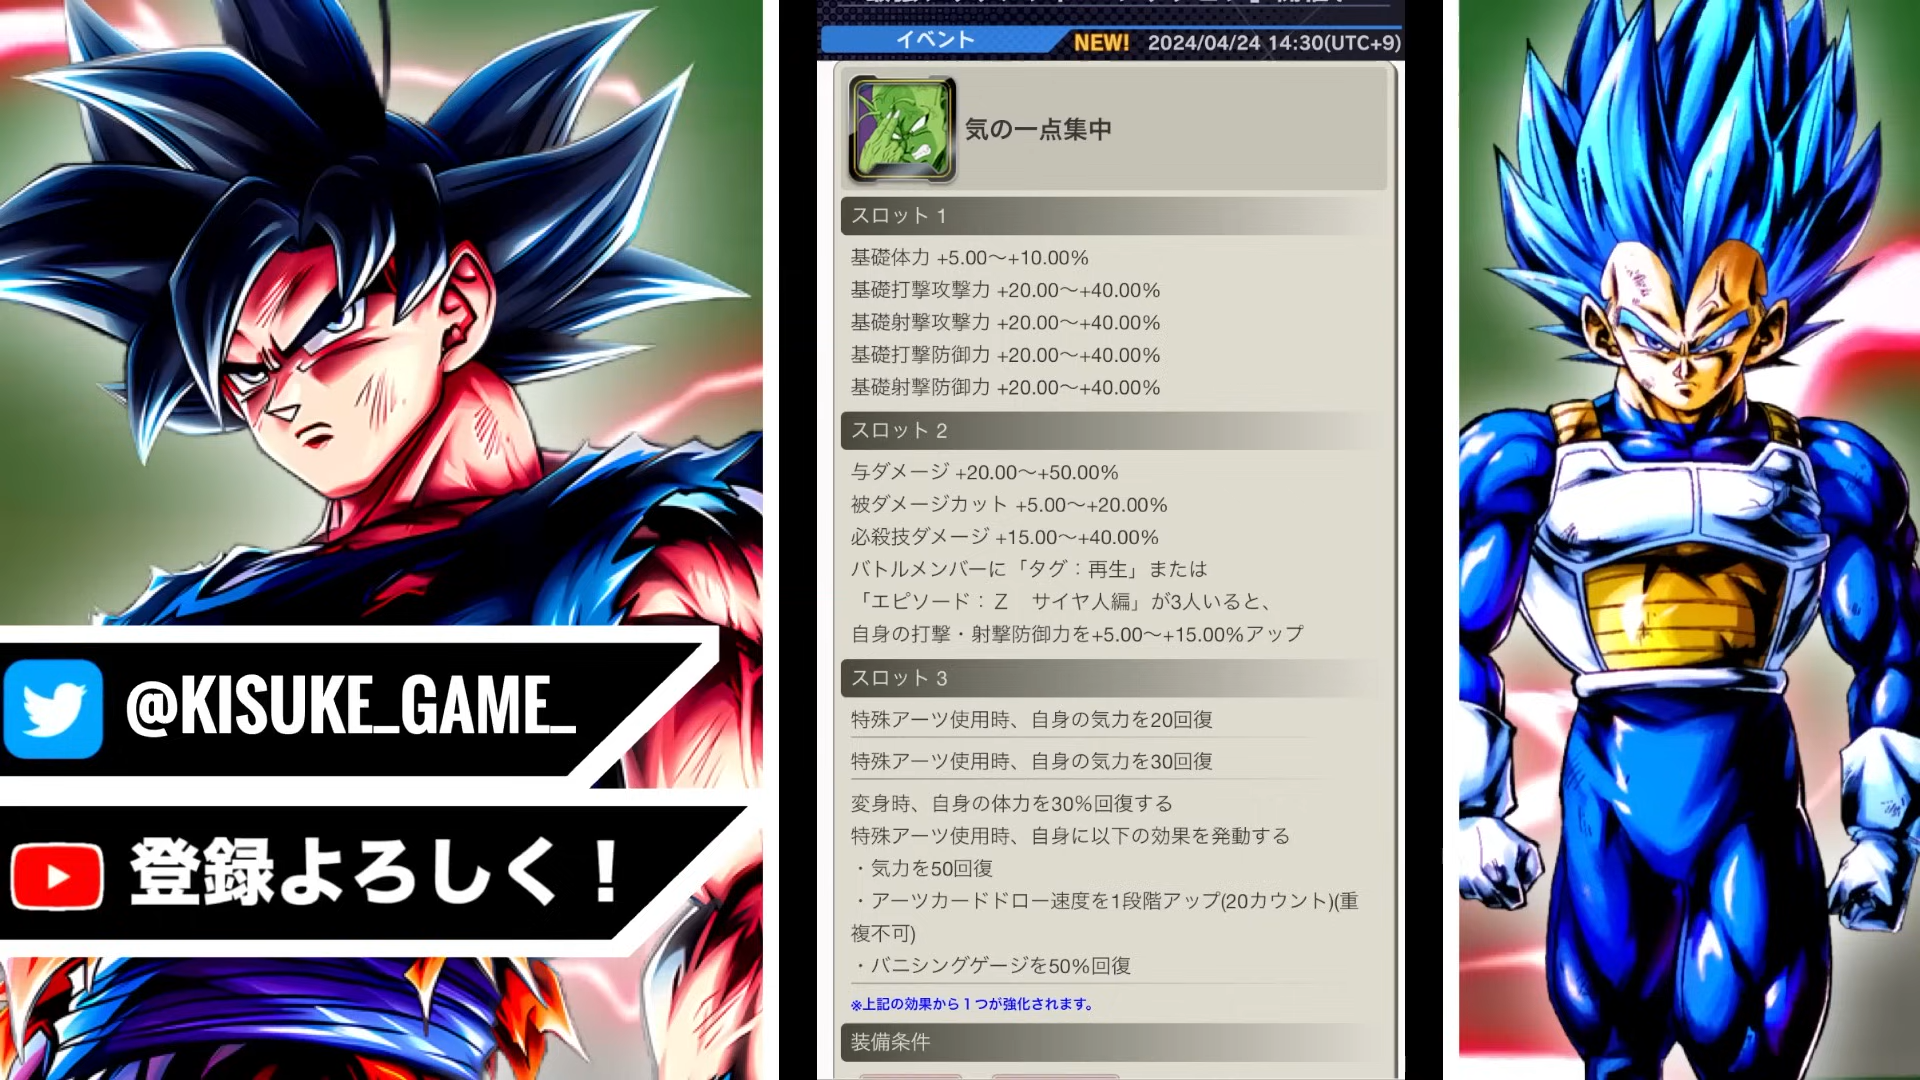 イベント
NEW! 2024/04/24 14:30(UTC+9)
気の一点集中
スロット 1
基礎体力 +5.00～+10.00%
基礎打撃攻撃力 +20.00～+40.00%
基礎射撃攻撃力 +20.00～+40.00%
基礎打撃防御力 +20.00～+40.00%
基礎射撃防御力 +20.00～+40.00%
スロット 2
与ダメージ +20.00～+50.00%
被ダメージカット +5.00～+20.00%
必殺技ダメージ +15.00～+40.00%
バトルメンバーに「タグ：再生」または
「エピソード：Ｚ　サイヤ人編」が3人いると、
自身の打撃・射撃防御力を+5.00～+15.00%アップ
スロット 3
特殊アーツ使用時、自身の気力を20回復
特殊アーツ使用時、自身の気力を30回復
変身時、自身の体力を30%回復する
特殊アーツ使用時、自身に以下の効果を発動する
・気力を50回復
・アーツカードドロー速度を1段階アップ(20カウント)(重
複不可)
・バニシングゲージを50%回復
※上記の効果から１つが強化されます。
装備条件
@KISUKE_GAME_
登録よろしく！